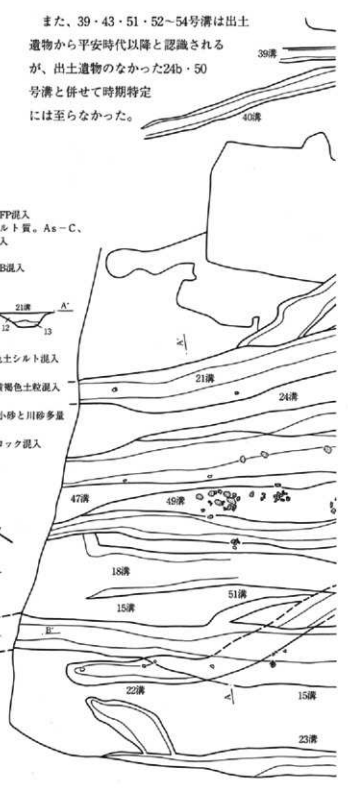 また、39・43・51・52~54号溝は出土
遺物から平安時代以降と認識される
が、出土遺物のなかった24b・50
号溝と併せて時期特定
には至らなかった。
39溝
40溝
FP混入
ルト質。As－C、
入
B混入
21溝
A'
12
13
土シルト混入
褐色土粒混入
小砂と川砂多量
ロック混入
A'
21溝
24溝
47溝
49溝
18溝
51溝
15溝
B'
22溝
A
15溝
23溝